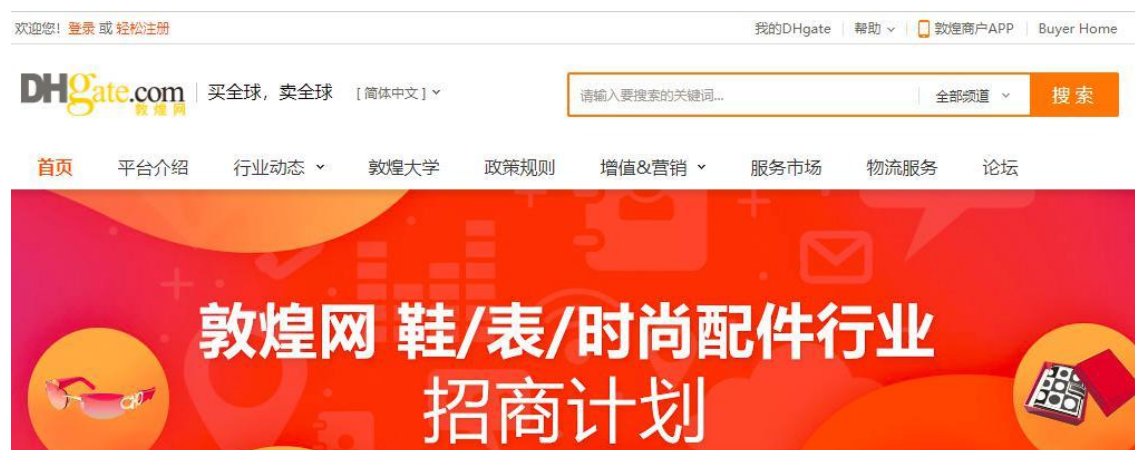 欢迎您! 登录 或 轻松注册
我的DHgate 帮助 敦煌商户APP Buyer Home
DHgate.com 敦煌网 买全球，卖全球 [ 简体中文 ]
请输入要搜索的关键词... 全部频道 搜索
首页 平台介绍 行业动态 敦煌大学 政策规则 增值&营销 服务市场 物流服务 论坛
敦煌网 鞋/表/时尚配件行业
招商计划